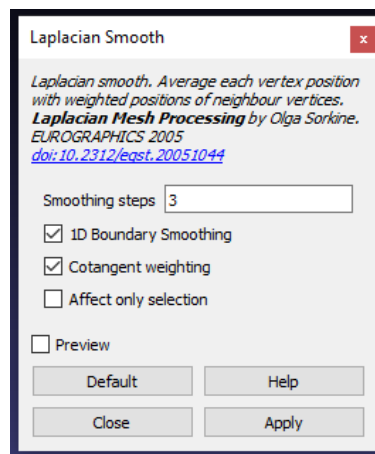 Laplacian Smooth
x
Laplacian smooth. Average each vertex position
with weighted positions of neighbour vertices.
Laplacian Mesh Processing by Olga Sorkine.
EUROGRAPHICS 2005
doi:10.2312/egst.20051044
Smoothing steps 3
1D Boundary Smoothing
Cotangent weighting
Affect only selection
Preview
Default Help
Close Apply